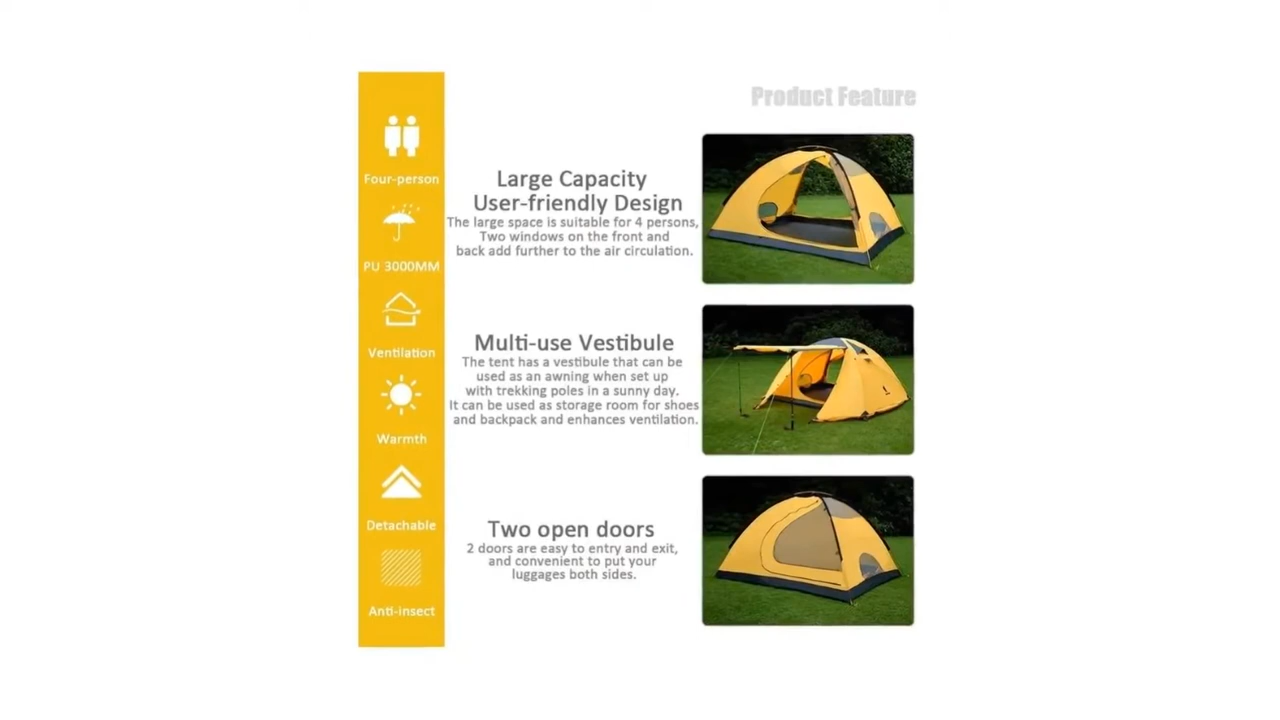 Product Feature
Four-person
PU 3000MM
Ventilation
Warmth
Detachable
Anti-insect
Large Capacity
User-friendly Design
The large space is suitable for 4 persons,
Two windows on the front and
back add further to the air circulation.
Multi-use Vestibule
The tent has a vestibule that can be
used as an awning when set up
with trekking poles in a sunny day.
It can be used as storage room for shoes
and backpack and enhances ventilation.
Two open doors
2 doors are easy to entry and exit,
and convenient to put your
luggages both sides.